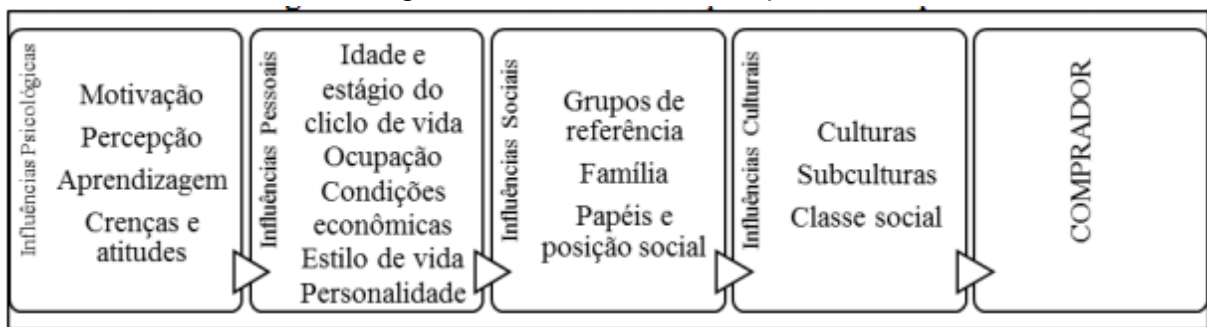 Influências Psicológicas
Motivação
Percepção
Aprendizagem
Crenças e
atitudes
Influências Pessoais
Idade e
estágio do
cliclo de vida
Ocupação
Condições
econômicas
Estilo de vida
Personalidade
Influências Sociais
Grupos de
referência
Família
Papéis e
posição social
Influências Culturais
Culturas
Subculturas
Classe social
COMPRADOR